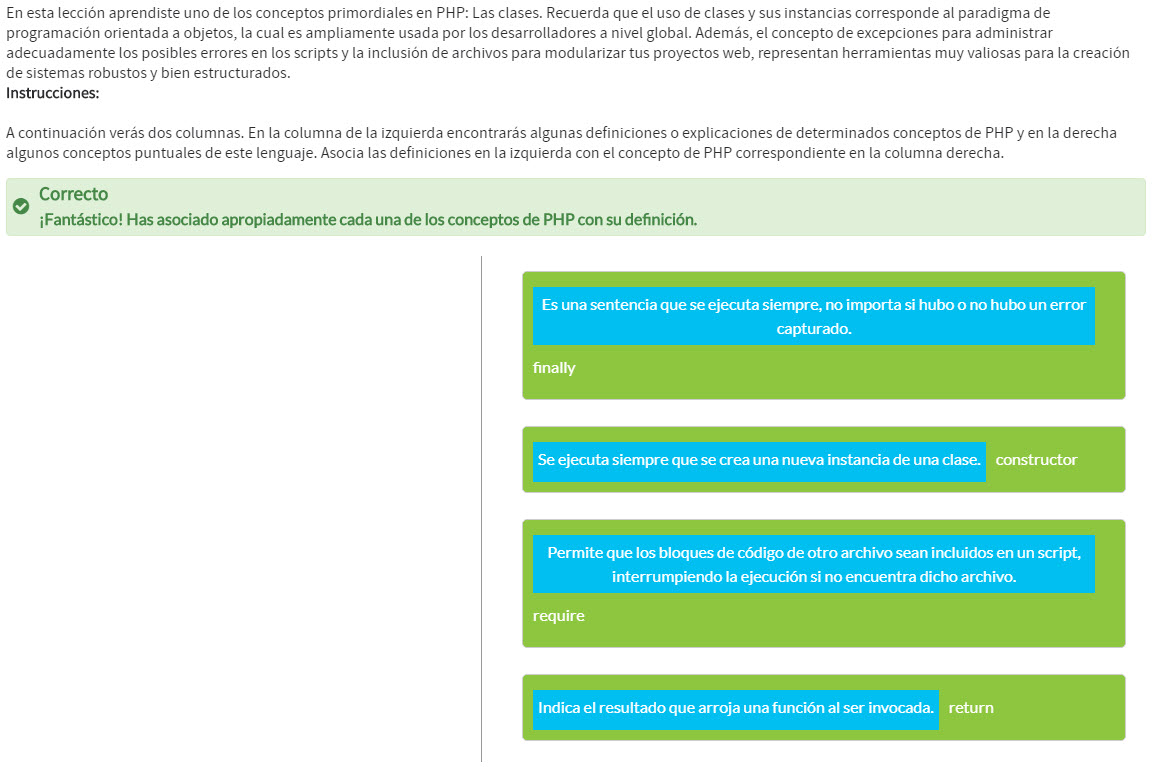 En esta lección aprendiste uno de los conceptos primordiales en PHP: Las clases. Recuerda que el uso de clases y sus instancias corresponde al paradigma de
programación orientada a objetos, la cual es ampliamente usada por los desarrolladores a nivel global. Además, el concepto de excepciones para administrar
adecuadamente los posibles errores en los scripts y la inclusión de archivos para modularizar tus proyectos web, representan herramientas muy valiosas para la creación
de sistemas robustos y bien estructurados.
Instrucciones:
A continuación verás dos columnas. En la columna de la izquierda encontrarás algunas definiciones o explicaciones de determinados conceptos de PHP y en la derecha
algunos conceptos puntuales de este lenguaje. Asocia las definiciones en la izquierda con el concepto de PHP correspondiente en la columna derecha.
Correcto
¡Fantástico! Has asociado apropiadamente cada una de los conceptos de PHP con su definición.
Es una sentencia que se ejecuta siempre, no importa si hubo o no hubo un error
capturado.
finally
Se ejecuta siempre que se crea una nueva instancia de una clase. constructor
Permite que los bloques de código de otro archivo sean incluidos en un script,
interrumpiendo la ejecución si no encuentra dicho archivo.
require
Indica el resultado que arroja una función al ser invocada. return